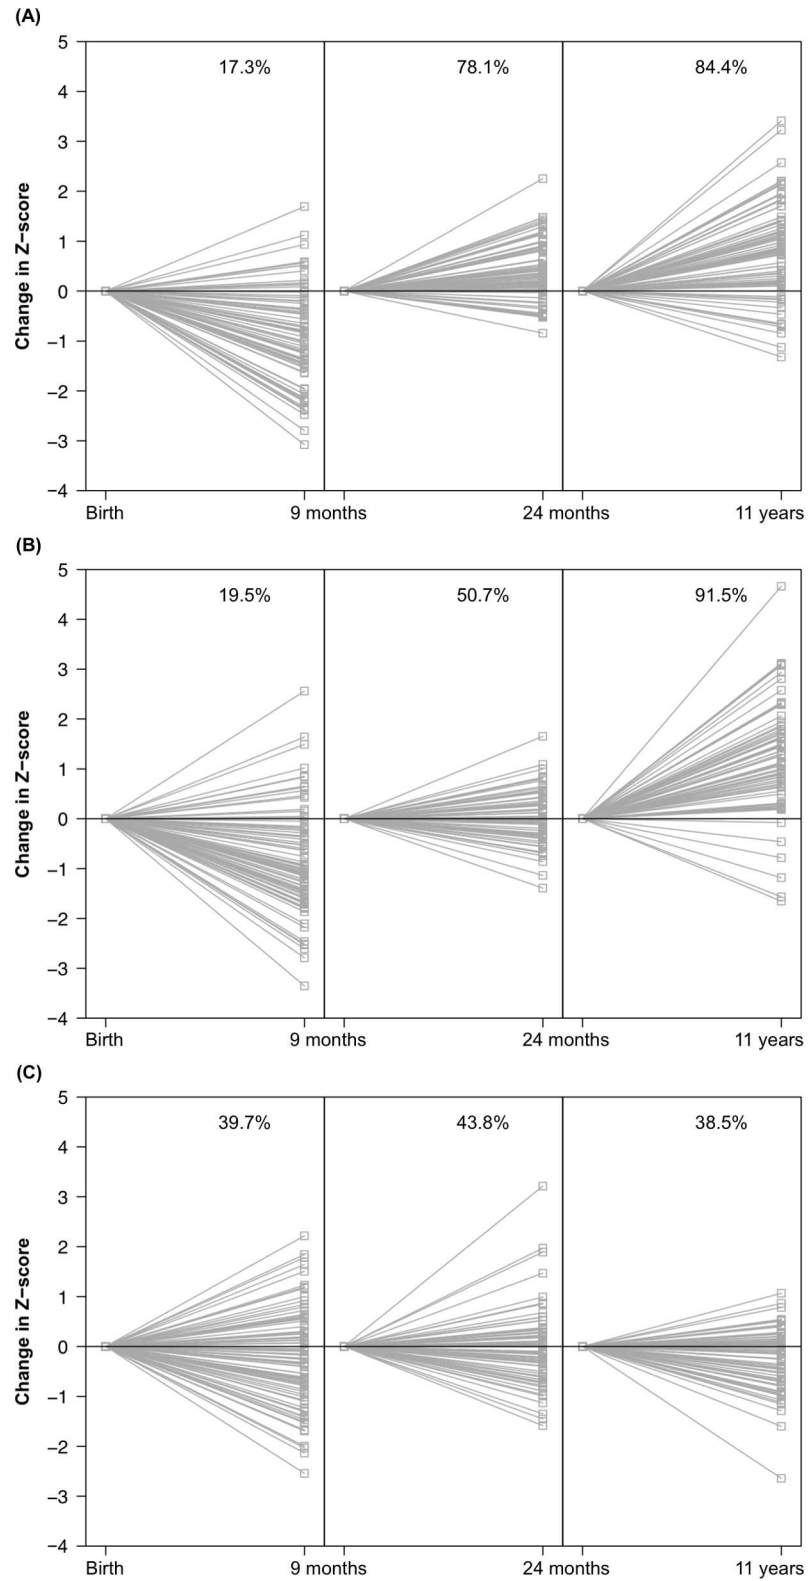 (A)
5
17.3% 78.1% 84.4%
4
3
2
1
0
−1
−2
−3
−4
Change in Z−score
Birth 9 months 24 months 11 years
(B)
5
19.5% 50.7% 91.5%
4
3
2
1
0
−1
−2
−3
−4
Change in Z−score
Birth 9 months 24 months 11 years
(C)
5
39.7% 43.8% 38.5%
4
3
2
1
0
−1
−2
−3
−4
Change in Z−score
Birth 9 months 24 months 11 years